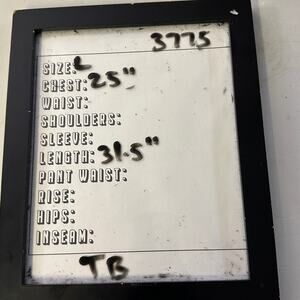 3775
SIZE: L
CHEST: 25"
WAIST:
SHOULDERS:
SLEEVE:
LENGTH: 31.5"
PANT WAIST:
RISE:
HIPS:
INSEAM:
TB